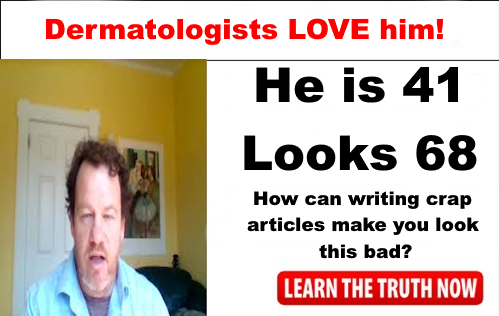 Dermatologists LOVE him!
He is 41
Looks 68
How can writing crap
articles make you look
this bad?
LEARN THE TRUTH NOW